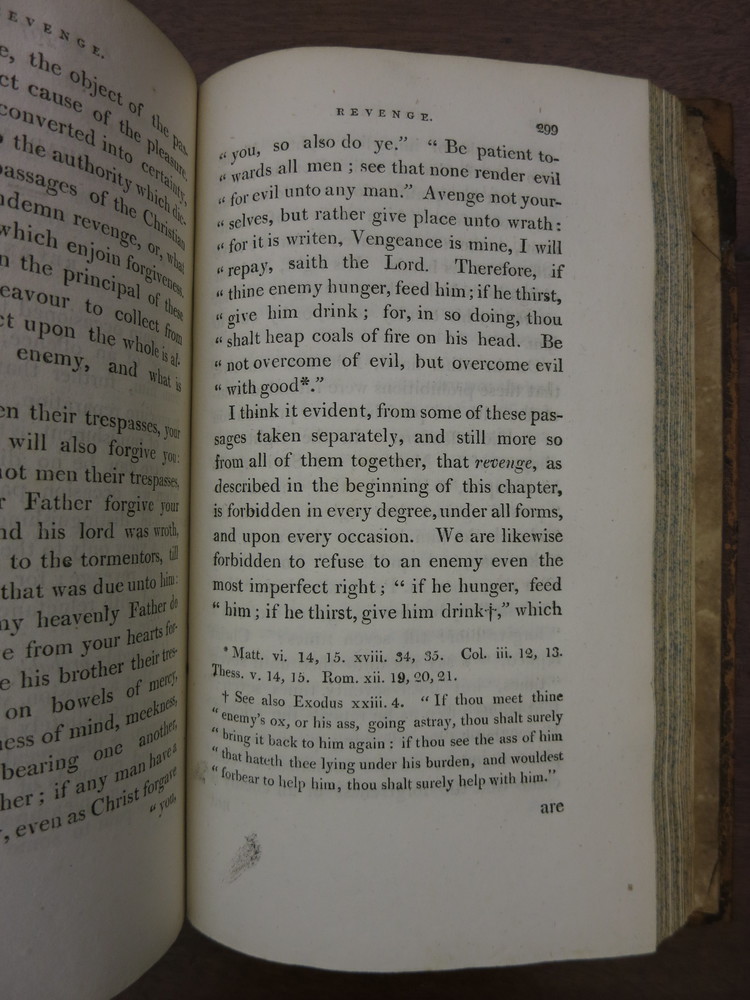 REVENGE.
e, the object of the pas-
ct cause of the pleasure.
converted into certainty,
the authority which dic-
passages of the Christian
ndemn revenge, or, what
which enjoin forgiveness.
n the principal of these
eavour to collect from
ct upon the whole is af-
enemy, and what is
en their trespasses, your
will also forgive you:
not men their trespasses,
r Father forgive your
nd his lord was wroth,
to the tormentors, till
that was due unto him:
ny heavenly Father do
e from your hearts for-
e his brother their tres-
on bowels of mercy,
ness of mind, meekness,
bearing one another,
her; if any man have a
, even as Christ forgave
“you,
REVENGE.
299
“ you, so also do ye.” “ Be patient to-
“ wards all men ; see that none render evil
“ for evil unto any man.” Avenge not your-
“ selves, but rather give place unto wrath :
“ for it is writen, Vengeance is mine, I will
“ repay, saith the Lord. Therefore, if
“ thine enemy hunger, feed him ; if he thirst,
“ give him drink ; for, in so doing, thou
“ shalt heap coals of fire on his head. Be
“ not overcome of evil, but overcome evil
“ with good*.”
I think it evident, from some of these pas-
sages taken separately, and still more so
from all of them together, that revenge, as
described in the beginning of this chapter,
is forbidden in every degree, under all forms,
and upon every occasion. We are likewise
forbidden to refuse to an enemy even the
most imperfect right ; “ if he hunger, feed
“ him ; if he thirst, give him drink†,” which
* Matt. vi. 14, 15. xviii. 34, 35. Col. iii. 12, 13.
Thess. v. 14, 15. Rom. xii. 19, 20, 21.
† See also Exodus xxiii. 4. “ If thou meet thine
“ enemy’s ox, or his ass, going astray, thou shalt surely
“ bring it back to him again : if thou see the ass of him
“ that hateth thee lying under his burden, and wouldest
“ forbear to help him, thou shalt surely help with him.”
are